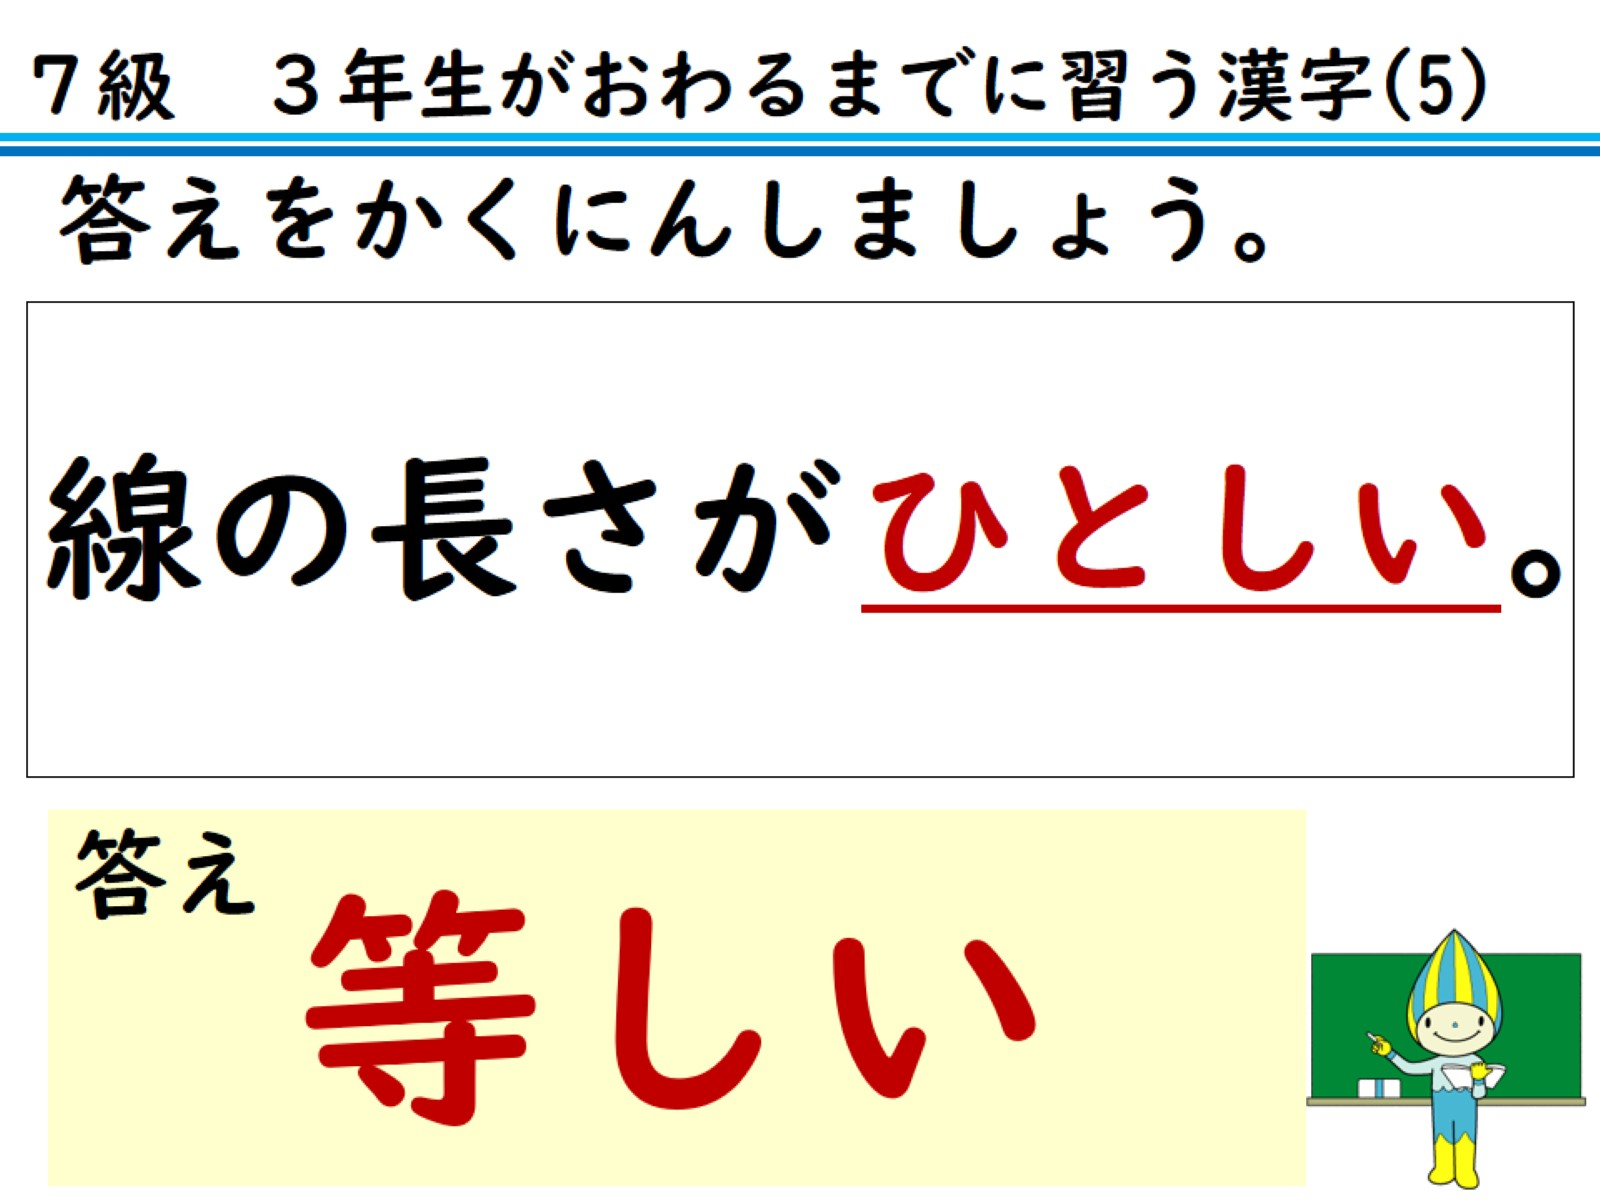 ７級　３年生がおわるまでに習う漢字(5)
答えをかくにんしましょう。
線の長さがひとしい。
答え
等しい